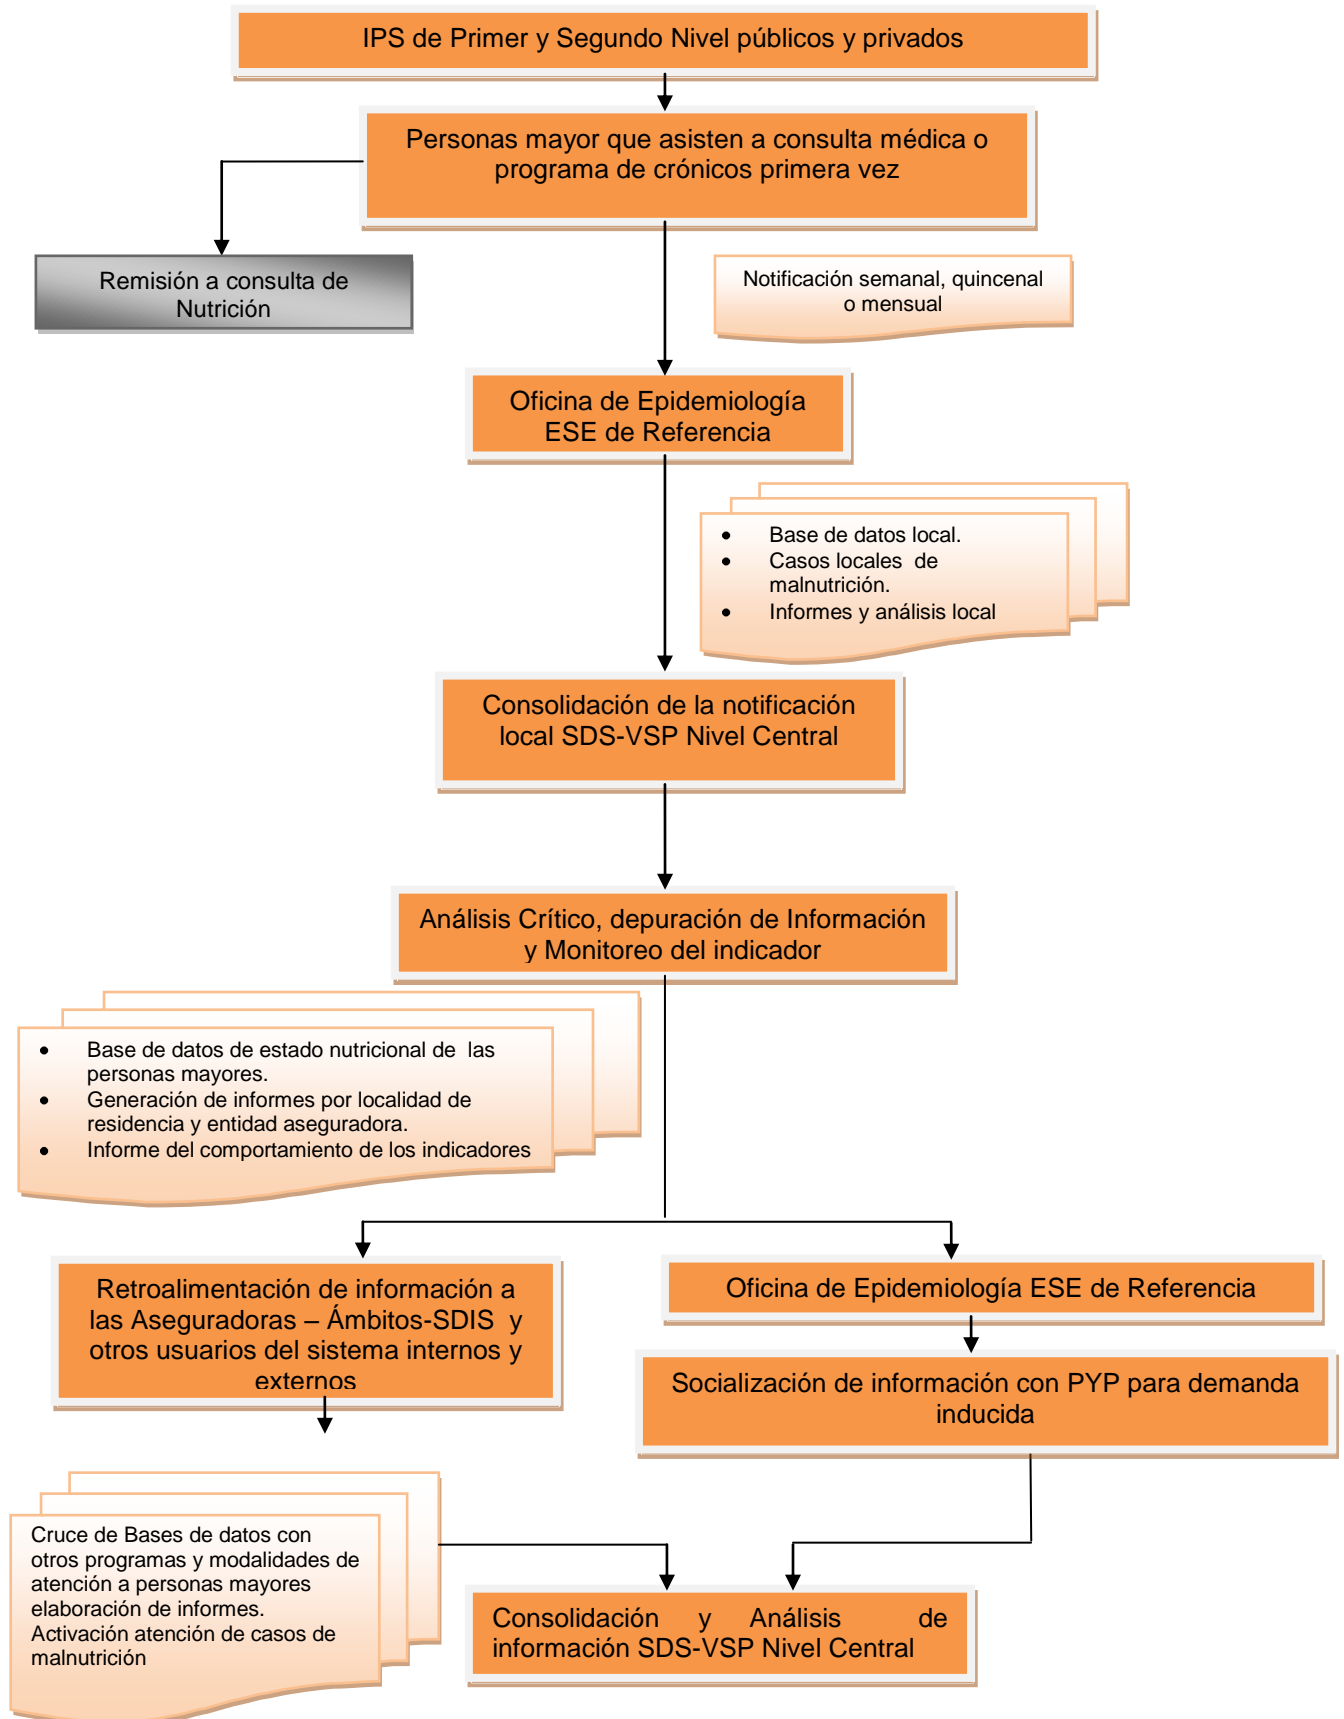 IPS de Primer y Segundo Nivel públicos y privados
Personas mayor que asisten a consulta médica o
programa de crónicos primera vez
Remisión a consulta de
Nutrición
Notificación semanal, quincenal
o mensual
Oficina de Epidemiología
ESE de Referencia
• Base de datos local.
• Casos locales de
malnutrición.
• Informes y análisis local
Consolidación de la notificación
local SDS-VSP Nivel Central
Análisis Crítico, depuración de Información
y Monitoreo del indicador
• Base de datos de estado nutricional de las
personas mayores.
• Generación de informes por localidad de
residencia y entidad aseguradora.
• Informe del comportamiento de los indicadores
Retroalimentación de información a
las Aseguradoras – Ámbitos-SDIS y
otros usuarios del sistema internos y
externos
Oficina de Epidemiología ESE de Referencia
Socialización de información con PYP para demanda
inducida
Cruce de Bases de datos con
otros programas y modalidades de
atención a personas mayores
elaboración de informes.
Activación atención de casos de
malnutrición
Consolidación y Análisis de
información SDS-VSP Nivel Central